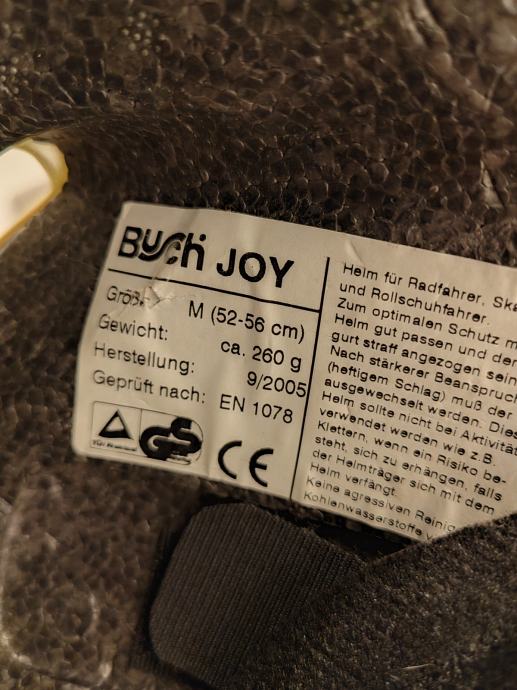 Busch JOY
Größe
M (52-56 cm)
Gewicht:
ca. 260 g
Herstellung:
9/2005
Geprüft nach:
EN 1078
GS
CE
Helm für Radfahrer, Ska
und Rollschuhfahrer.
Zum optimalen Schutz m
Helm gut passen und der
gurt straff angezogen sein
Nach stärkerer Beanspruch
(heftigem Schlag) muß der
ausgewechselt werden. Dies
Helm sollte nicht bei Aktivität
verwendet werden wie z.B.
Klettern, wenn ein Risiko be-
steht, sich zu erhängen, falls
der Helmträger sich mit dem
Helm verfängt.
Keine agressiven Reinig
Kohlenwasserstoffe v